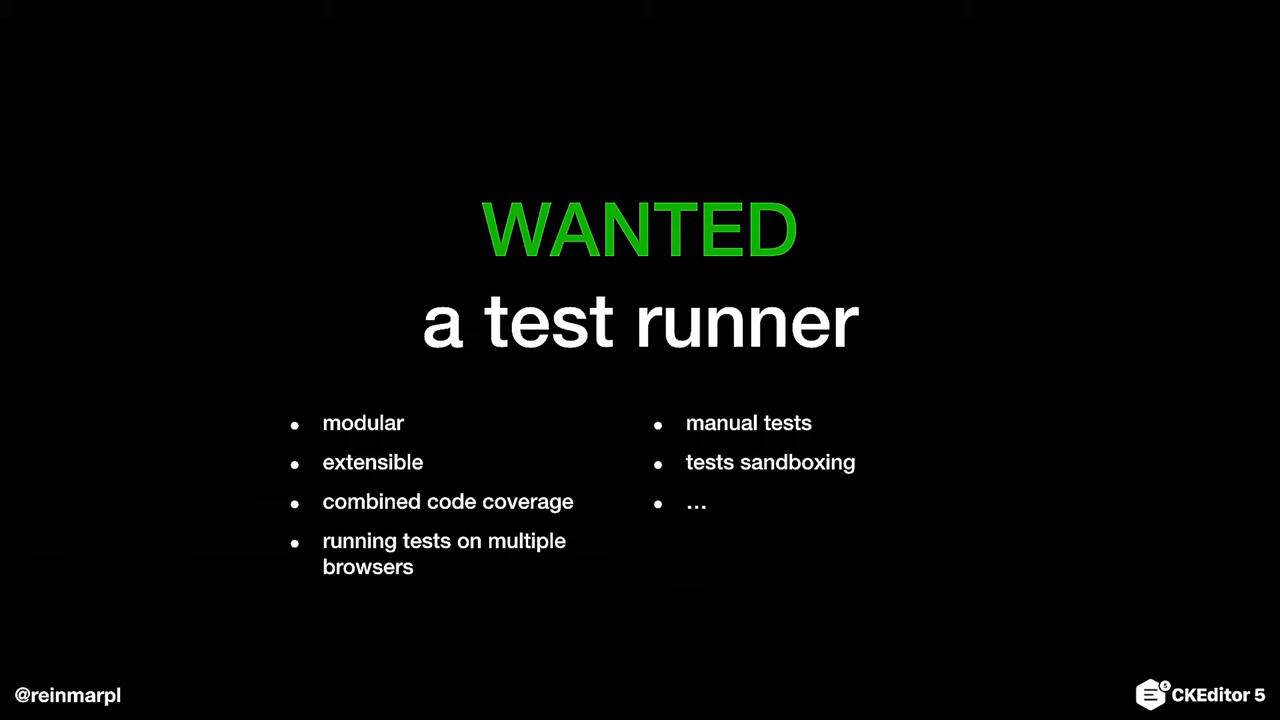 WANTED
a test runner
• modular
• extensible
• combined code coverage
• running tests on multiple
browsers
• manual tests
• tests sandboxing
• ...
@reinmarpl
5
CKEditor 5